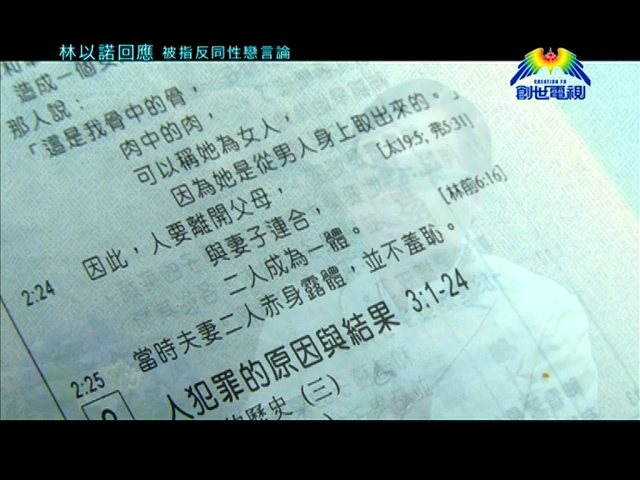 林以諾回應 被指反同性戀言論
CREATION TV
創世電視
造成一個
那人說：
「這是我骨中的骨，
肉中的肉，
可以稱她為女人，
因為她是從男人身上取出來的。」
[太19:5; 弗5:31]
2:24 因此，人要離開父母，
與妻子連合，
二人成為一體。
[林前6:16]
2:25 當時夫妻二人赤身露體，並不羞恥。
人犯罪的原因與結果 3:1-24
的歷史（三）